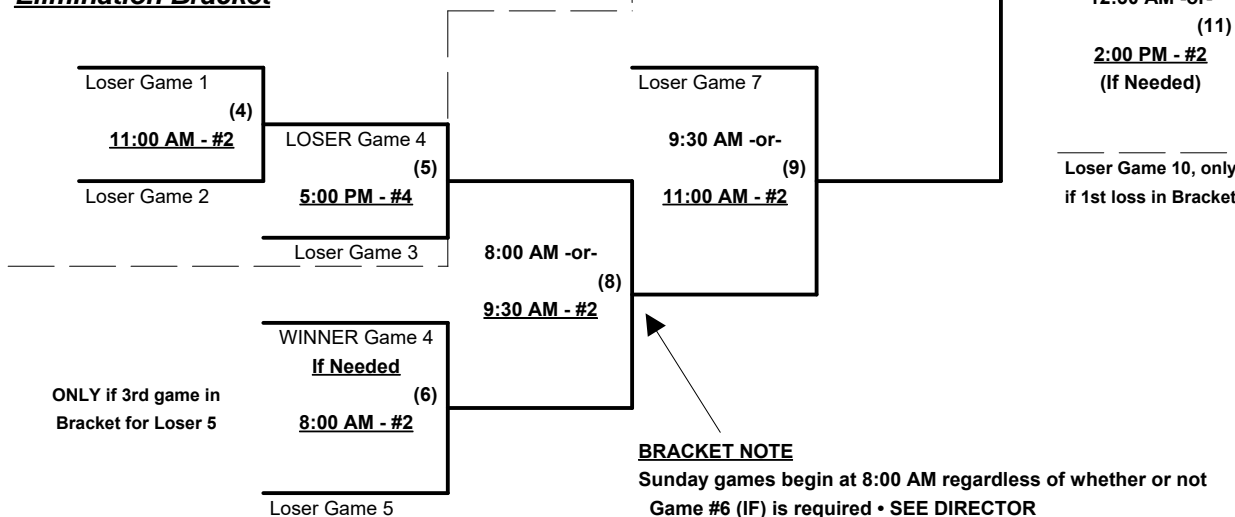 Elimination Bracket
12:00 AM -or-
(11)
2:00 PM - #2
(If Needed)
Loser Game 10, only
if 1st loss in Bracket
Loser Game 1
(4)
11:00 AM - #2
Loser Game 2
LOSER Game 4
(5)
5:00 PM - #4
Loser Game 3
Loser Game 7
9:30 AM -or-
(9)
11:00 AM - #2
8:00 AM -or-
(8)
9:30 AM - #2
WINNER Game 4
If Needed
(6)
8:00 AM - #2
Loser Game 5
ONLY if 3rd game in
Bracket for Loser 5
BRACKET NOTE
Sunday games begin at 8:00 AM regardless of whether or not
Game #6 (IF) is required • SEE DIRECTOR